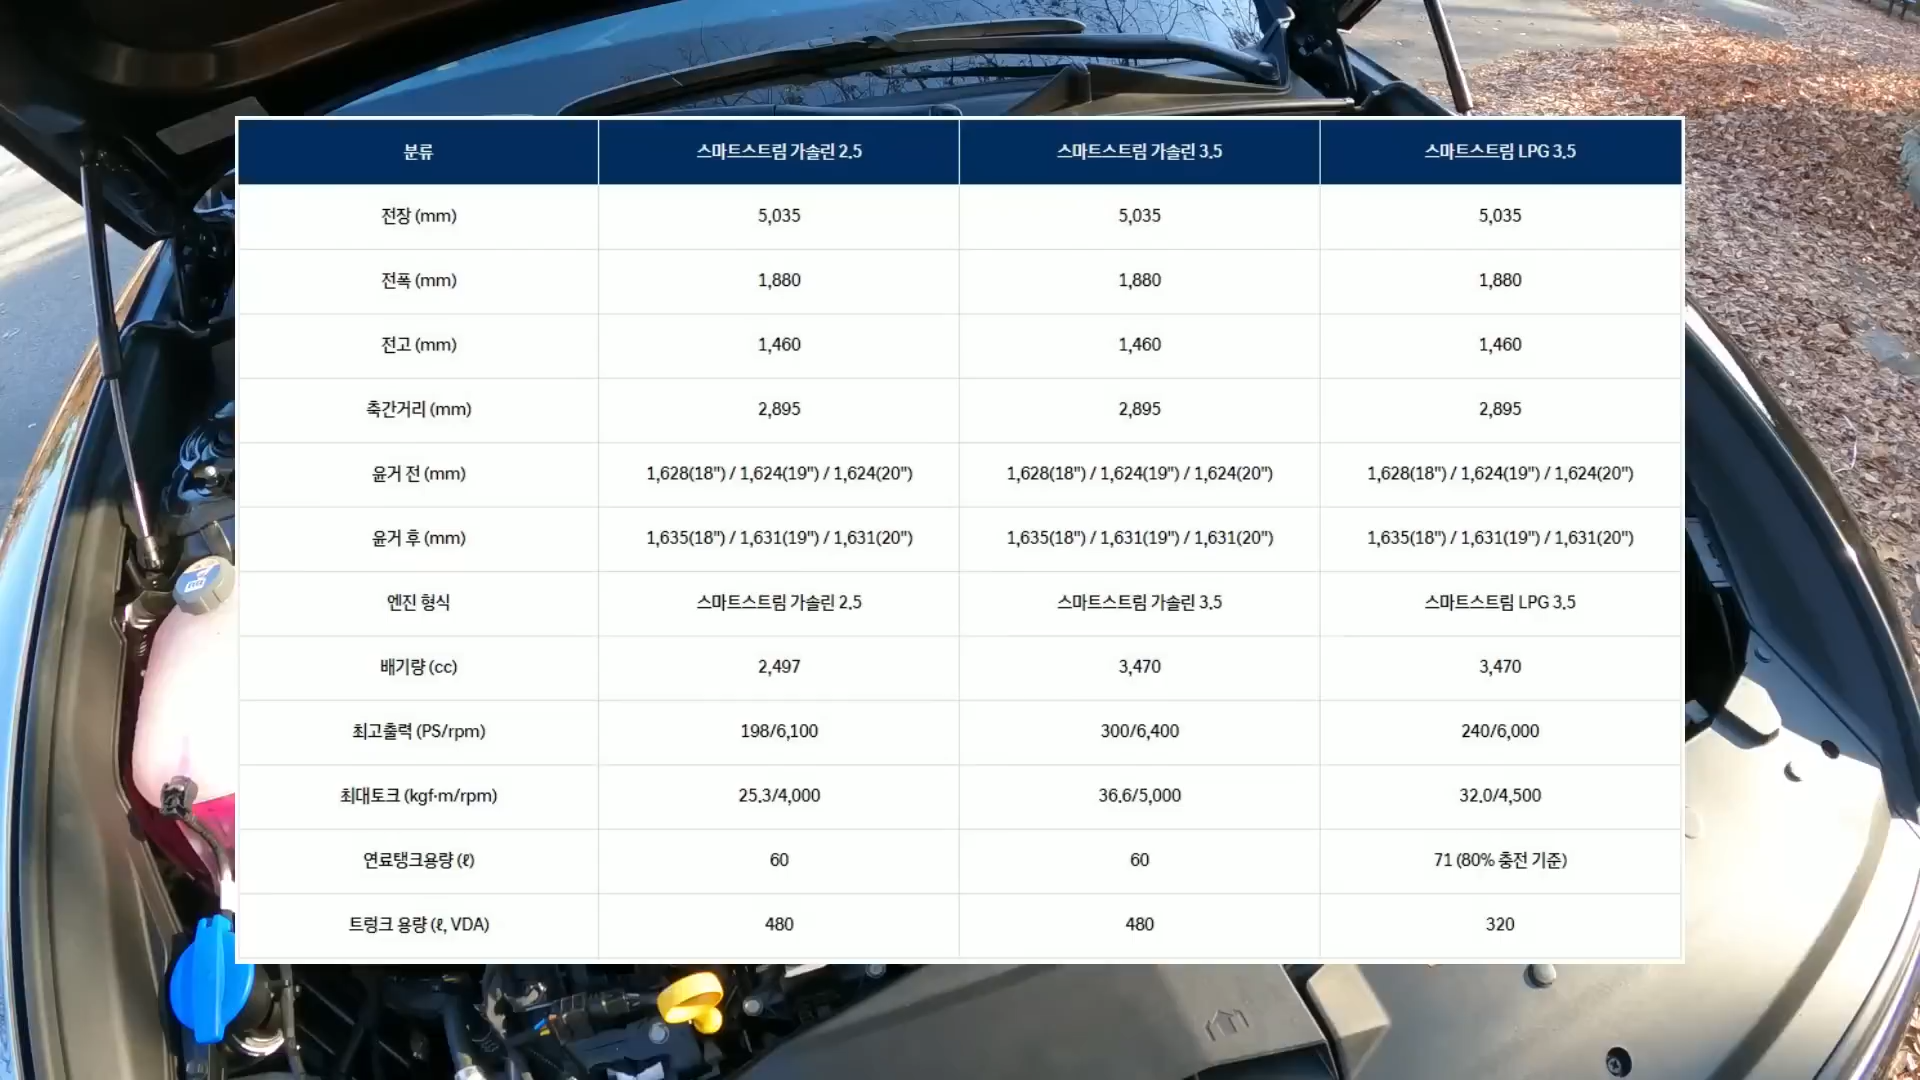 분류 스마트스트림 가솔린 2.5 스마트스트림 가솔린 3.5 스마트스트림 LPG 3.5
전장 (mm) 5,035 5,035 5,035
전폭 (mm) 1,880 1,880 1,880
전고 (mm) 1,460 1,460 1,460
축간거리 (mm) 2,895 2,895 2,895
윤거 전 (mm) 1,628(18") / 1,624(19") / 1,624(20") 1,628(18") / 1,624(19") / 1,624(20") 1,628(18") / 1,624(19") / 1,624(20")
윤거 후 (mm) 1,635(18") / 1,631(19") / 1,631(20") 1,635(18") / 1,631(19") / 1,631(20") 1,635(18") / 1,631(19") / 1,631(20")
엔진 형식 스마트스트림 가솔린 2.5 스마트스트림 가솔린 3.5 스마트스트림 LPG 3.5
배기량 (cc) 2,497 3,470 3,470
최고출력 (PS/rpm) 198/6,100 300/6,400 240/6,000
최대토크 (kgf·m/rpm) 25.3/4,000 36.6/5,000 32.0/4,500
연료탱크용량 (ℓ) 60 60 71 (80% 충전 기준)
트렁크 용량 (ℓ, VDA) 480 480 320